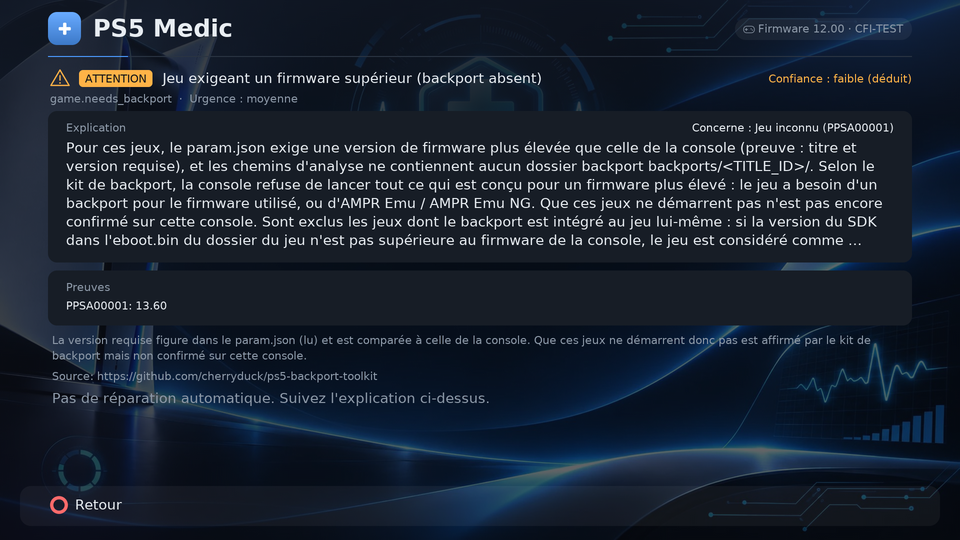 PS5 Medic
Firmware 12.00 · CFI-TEST
ATTENTION Jeu exigeant un firmware supérieur (backport absent)
Confiance : faible (déduit)
game.needs_backport · Urgence : moyenne
Explication
Concerne : Jeu inconnu (PPSA00001)
Pour ces jeux, le param.json exige une version de firmware plus élevée que celle de la console (preuve : titre et
version requise), et les chemins d'analyse ne contiennent aucun dossier backport backports/<TITLE_ID>/. Selon le
kit de backport, la console refuse de lancer tout ce qui est conçu pour un firmware plus élevé : le jeu a besoin d'un
backport pour le firmware utilisé, ou d'AMPR Emu / AMPR Emu NG. Que ces jeux ne démarrent pas n'est pas encore
confirmé sur cette console. Sont exclus les jeux dont le backport est intégré au jeu lui-même : si la version du SDK
dans l'eboot.bin du dossier du jeu n'est pas supérieure au firmware de la console, le jeu est considéré comme ...
Preuves
PPSA00001: 13.60
La version requise figure dans le param.json (lu) et est comparée à celle de la console. Que ces jeux ne démarrent donc pas est affirmé par le kit de
backport mais non confirmé sur cette console.
Source: https://github.com/cherryduck/ps5-backport-toolkit
Pas de réparation automatique. Suivez l'explication ci-dessus.
Retour